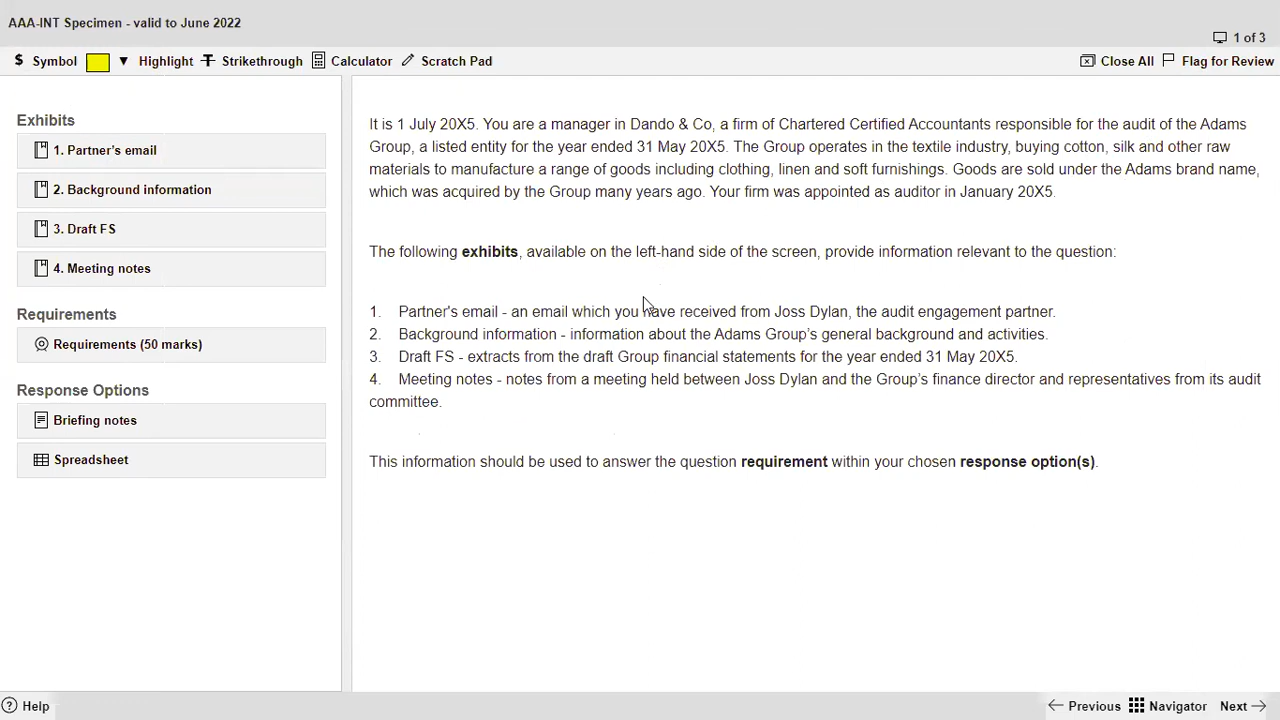 AAA-INT Specimen - valid to June 2022
1 of 3
$ Symbol Highlight Strikethrough Calculator Scratch Pad
Close All Flag for Review
Exhibits
1. Partner's email
2. Background information
3. Draft FS
4. Meeting notes
Requirements
Requirements (50 marks)
Response Options
Briefing notes
Spreadsheet
It is 1 July 20X5. You are a manager in Dando & Co, a firm of Chartered Certified Accountants responsible for the audit of the Adams
Group, a listed entity for the year ended 31 May 20X5. The Group operates in the textile industry, buying cotton, silk and other raw
materials to manufacture a range of goods including clothing, linen and soft furnishings. Goods are sold under the Adams brand name,
which was acquired by the Group many years ago. Your firm was appointed as auditor in January 20X5.
The following exhibits, available on the left-hand side of the screen, provide information relevant to the question:
1. Partner's email - an email which you have received from Joss Dylan, the audit engagement partner.
2. Background information - information about the Adams Group's general background and activities.
3. Draft FS - extracts from the draft Group financial statements for the year ended 31 May 20X5.
4. Meeting notes - notes from a meeting held between Joss Dylan and the Group's finance director and representatives from its audit
committee.
This information should be used to answer the question requirement within your chosen response option(s).
? Help
Previous Navigator Next